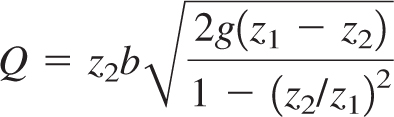 Q = z₂b√(2g(z₁ − z₂) / (1 − (z₂/z₁)²))